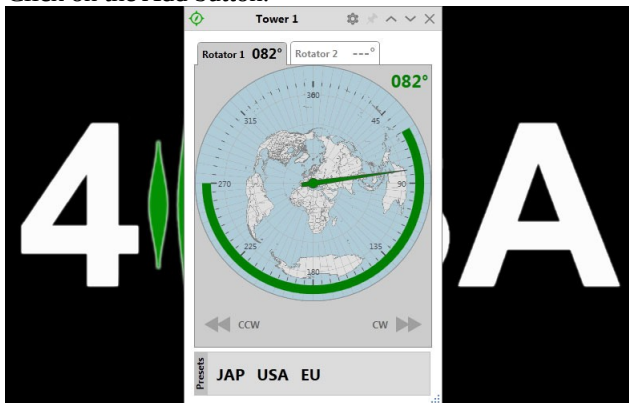 Click on the Add button.
Tower 1
Rotator 1 082° Rotator 2 ---°
082°
360
315 45
270 90
225 135
180
CCW CW
Presets JAP USA EU
4 A